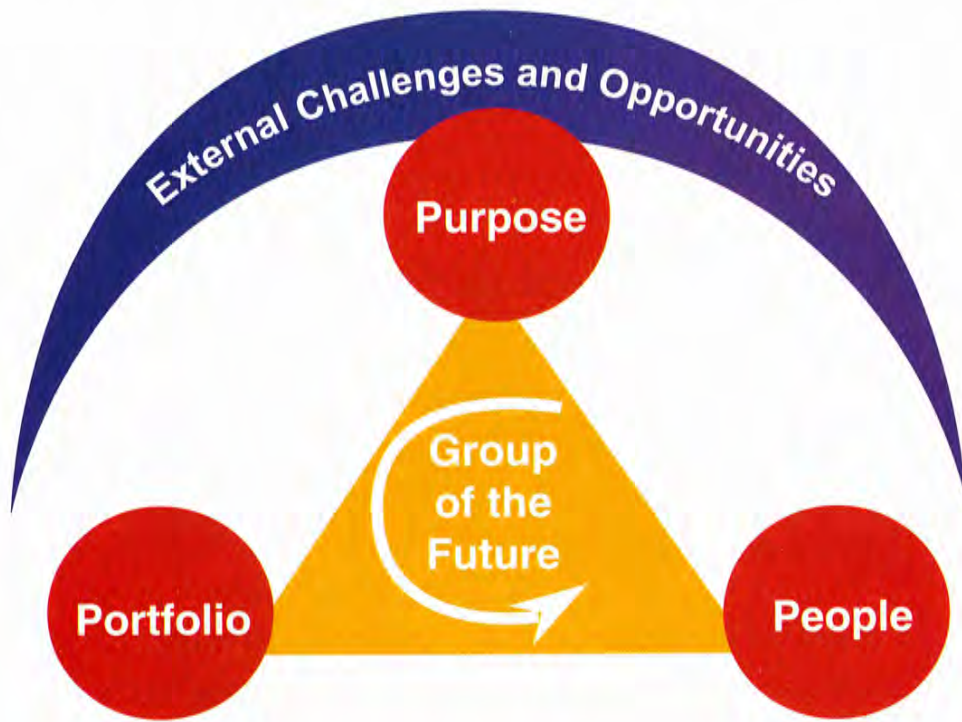 External Challenges and Opportunities
Purpose
Group
of the
Future
Portfolio
People